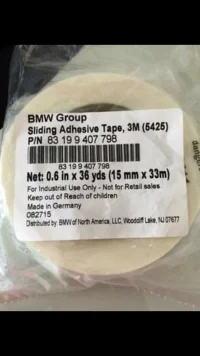 BMW Group
Sliding Adhesive Tape, 3M (5425)
P/N 83 19 9 407 798
83 19 9 407 798
Net: 0.6 in x 36 yds (15 mm x 33m)
For Industrial Use Only - Not for Retail sales
Keep out of Reach of children
Made in Germany
082715
Distributed by: BMW of North America, LLC, Woodcliff Lake, NJ 07677